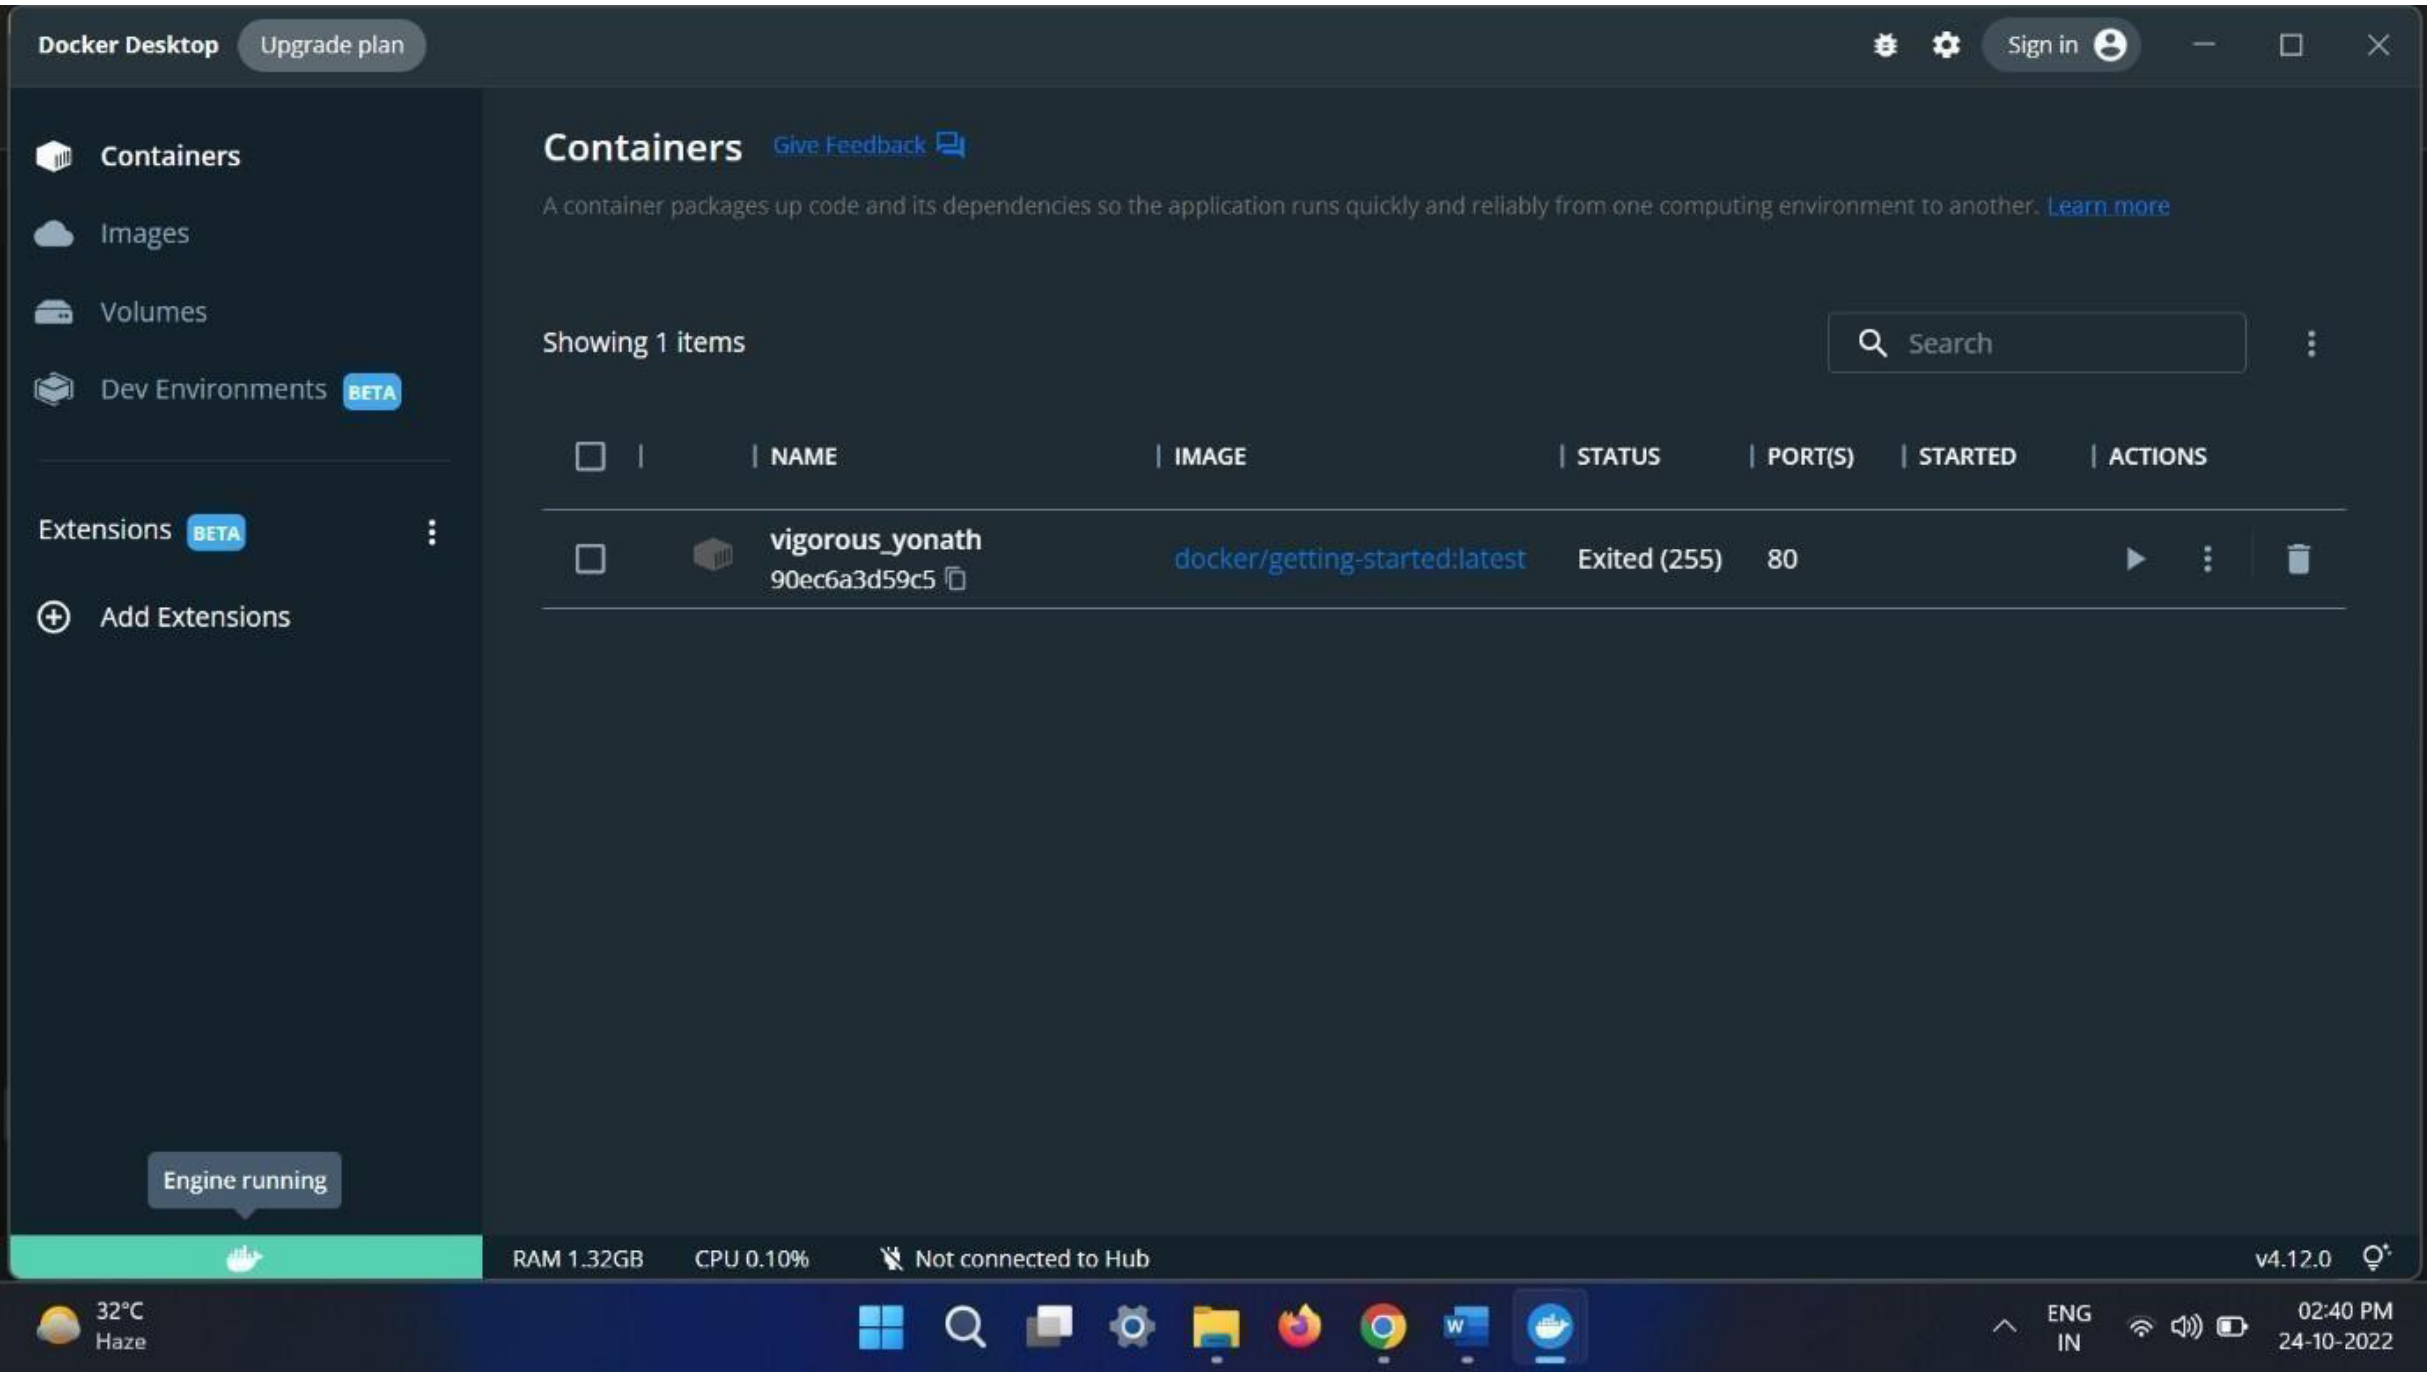 Docker Desktop Upgrade plan Sign in
Containers
Images
Volumes
Dev Environments BETA
Extensions BETA
Add Extensions
Engine running
Containers Give Feedback
A container packages up code and its dependencies so the application runs quickly and reliably from one computing environment to another. Learn more
Showing 1 items
Search
NAME IMAGE STATUS PORT(S) STARTED ACTIONS
vigorous_yonath
90ec6a3d59c5
docker/getting-started:latest Exited (255) 80
RAM 1.32GB CPU 0.10% Not connected to Hub v4.12.0
32°C
Haze
W
ENG
IN
02:40 PM
24-10-2022